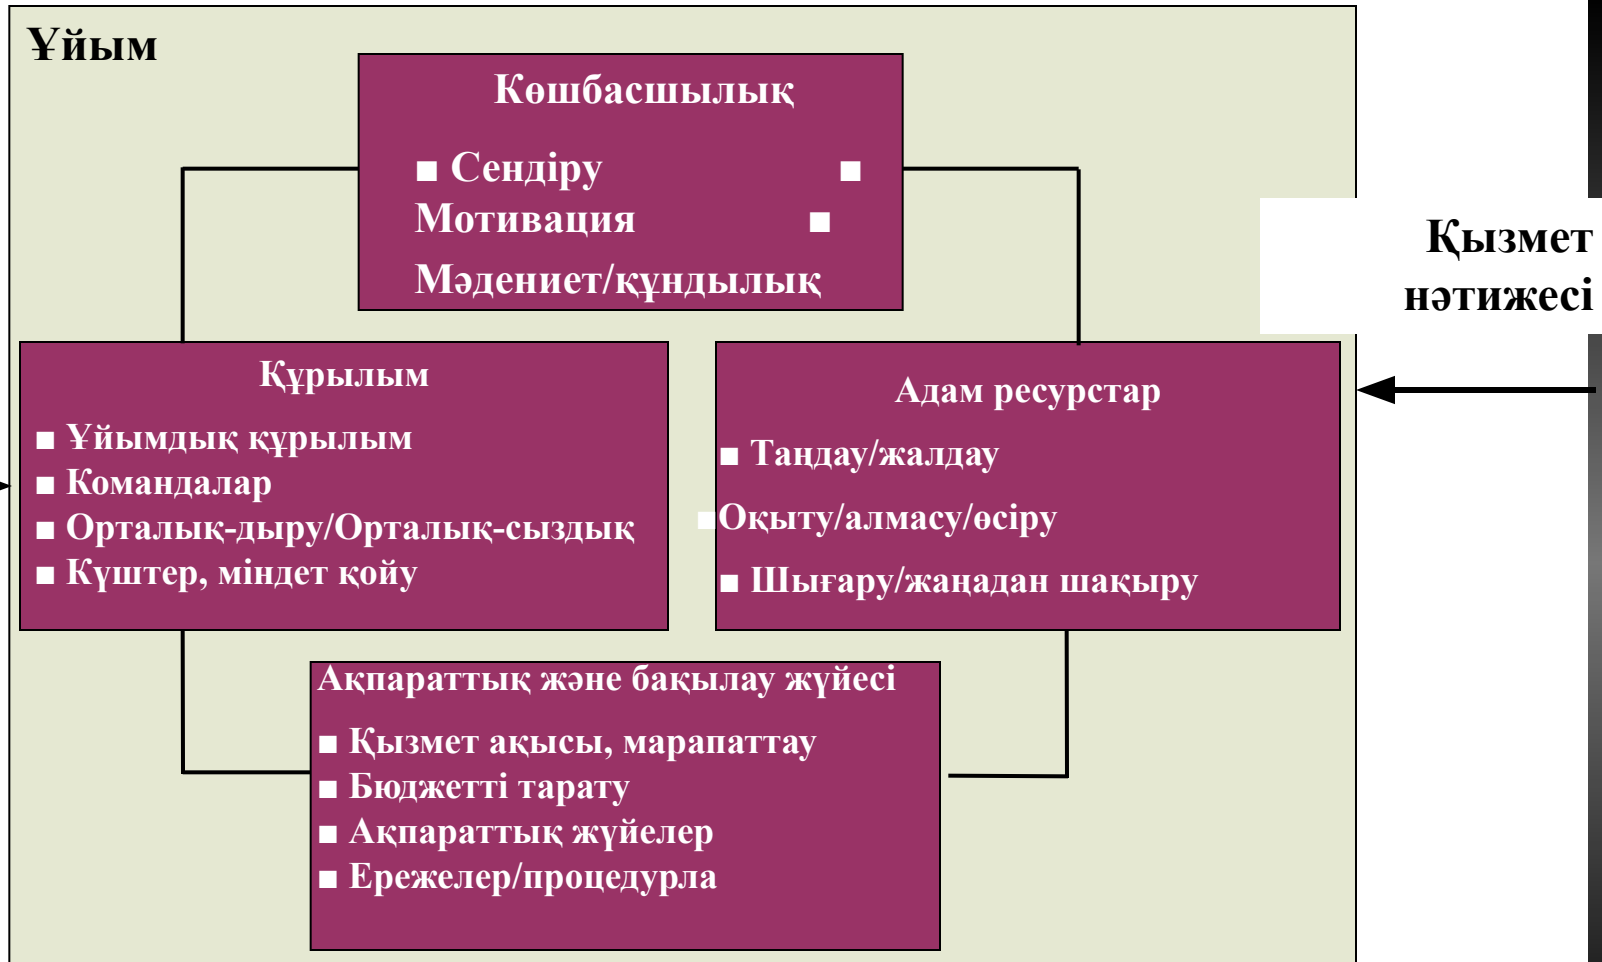 Ұйым
Көшбасшылық
■ Сендіру ■
Мотивация ■
Мәдениет/құндылық
Қызмет
нәтижесі
Құрылым
■ Ұйымдық құрылым
■ Командалар
■ Орталық-дыру/Орталық-сыздық
■ Күштер, міндет қойу
Адам ресурстар
■ Таңдау/жалдау
■Оқыту/алмасу/өсіру
■ Шығару/жаңадан шақыру
Ақпараттық және бақылау жүйесі
■ Қызмет ақысы, марапаттау
■ Бюджетті тарату
■ Ақпараттық жүйелер
■ Ережелер/процедурла